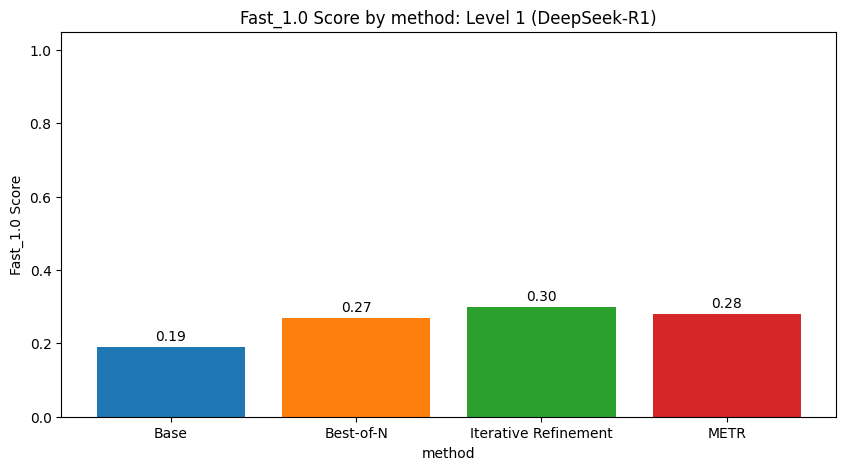 Fast_1.0 Score by method: Level 1 (DeepSeek-R1)
Fast_1.0 Score
1.0
0.8
0.6
0.4
0.2
0.0
0.19
0.27
0.30
0.28
Base
Best-of-N
Iterative Refinement
METR
method